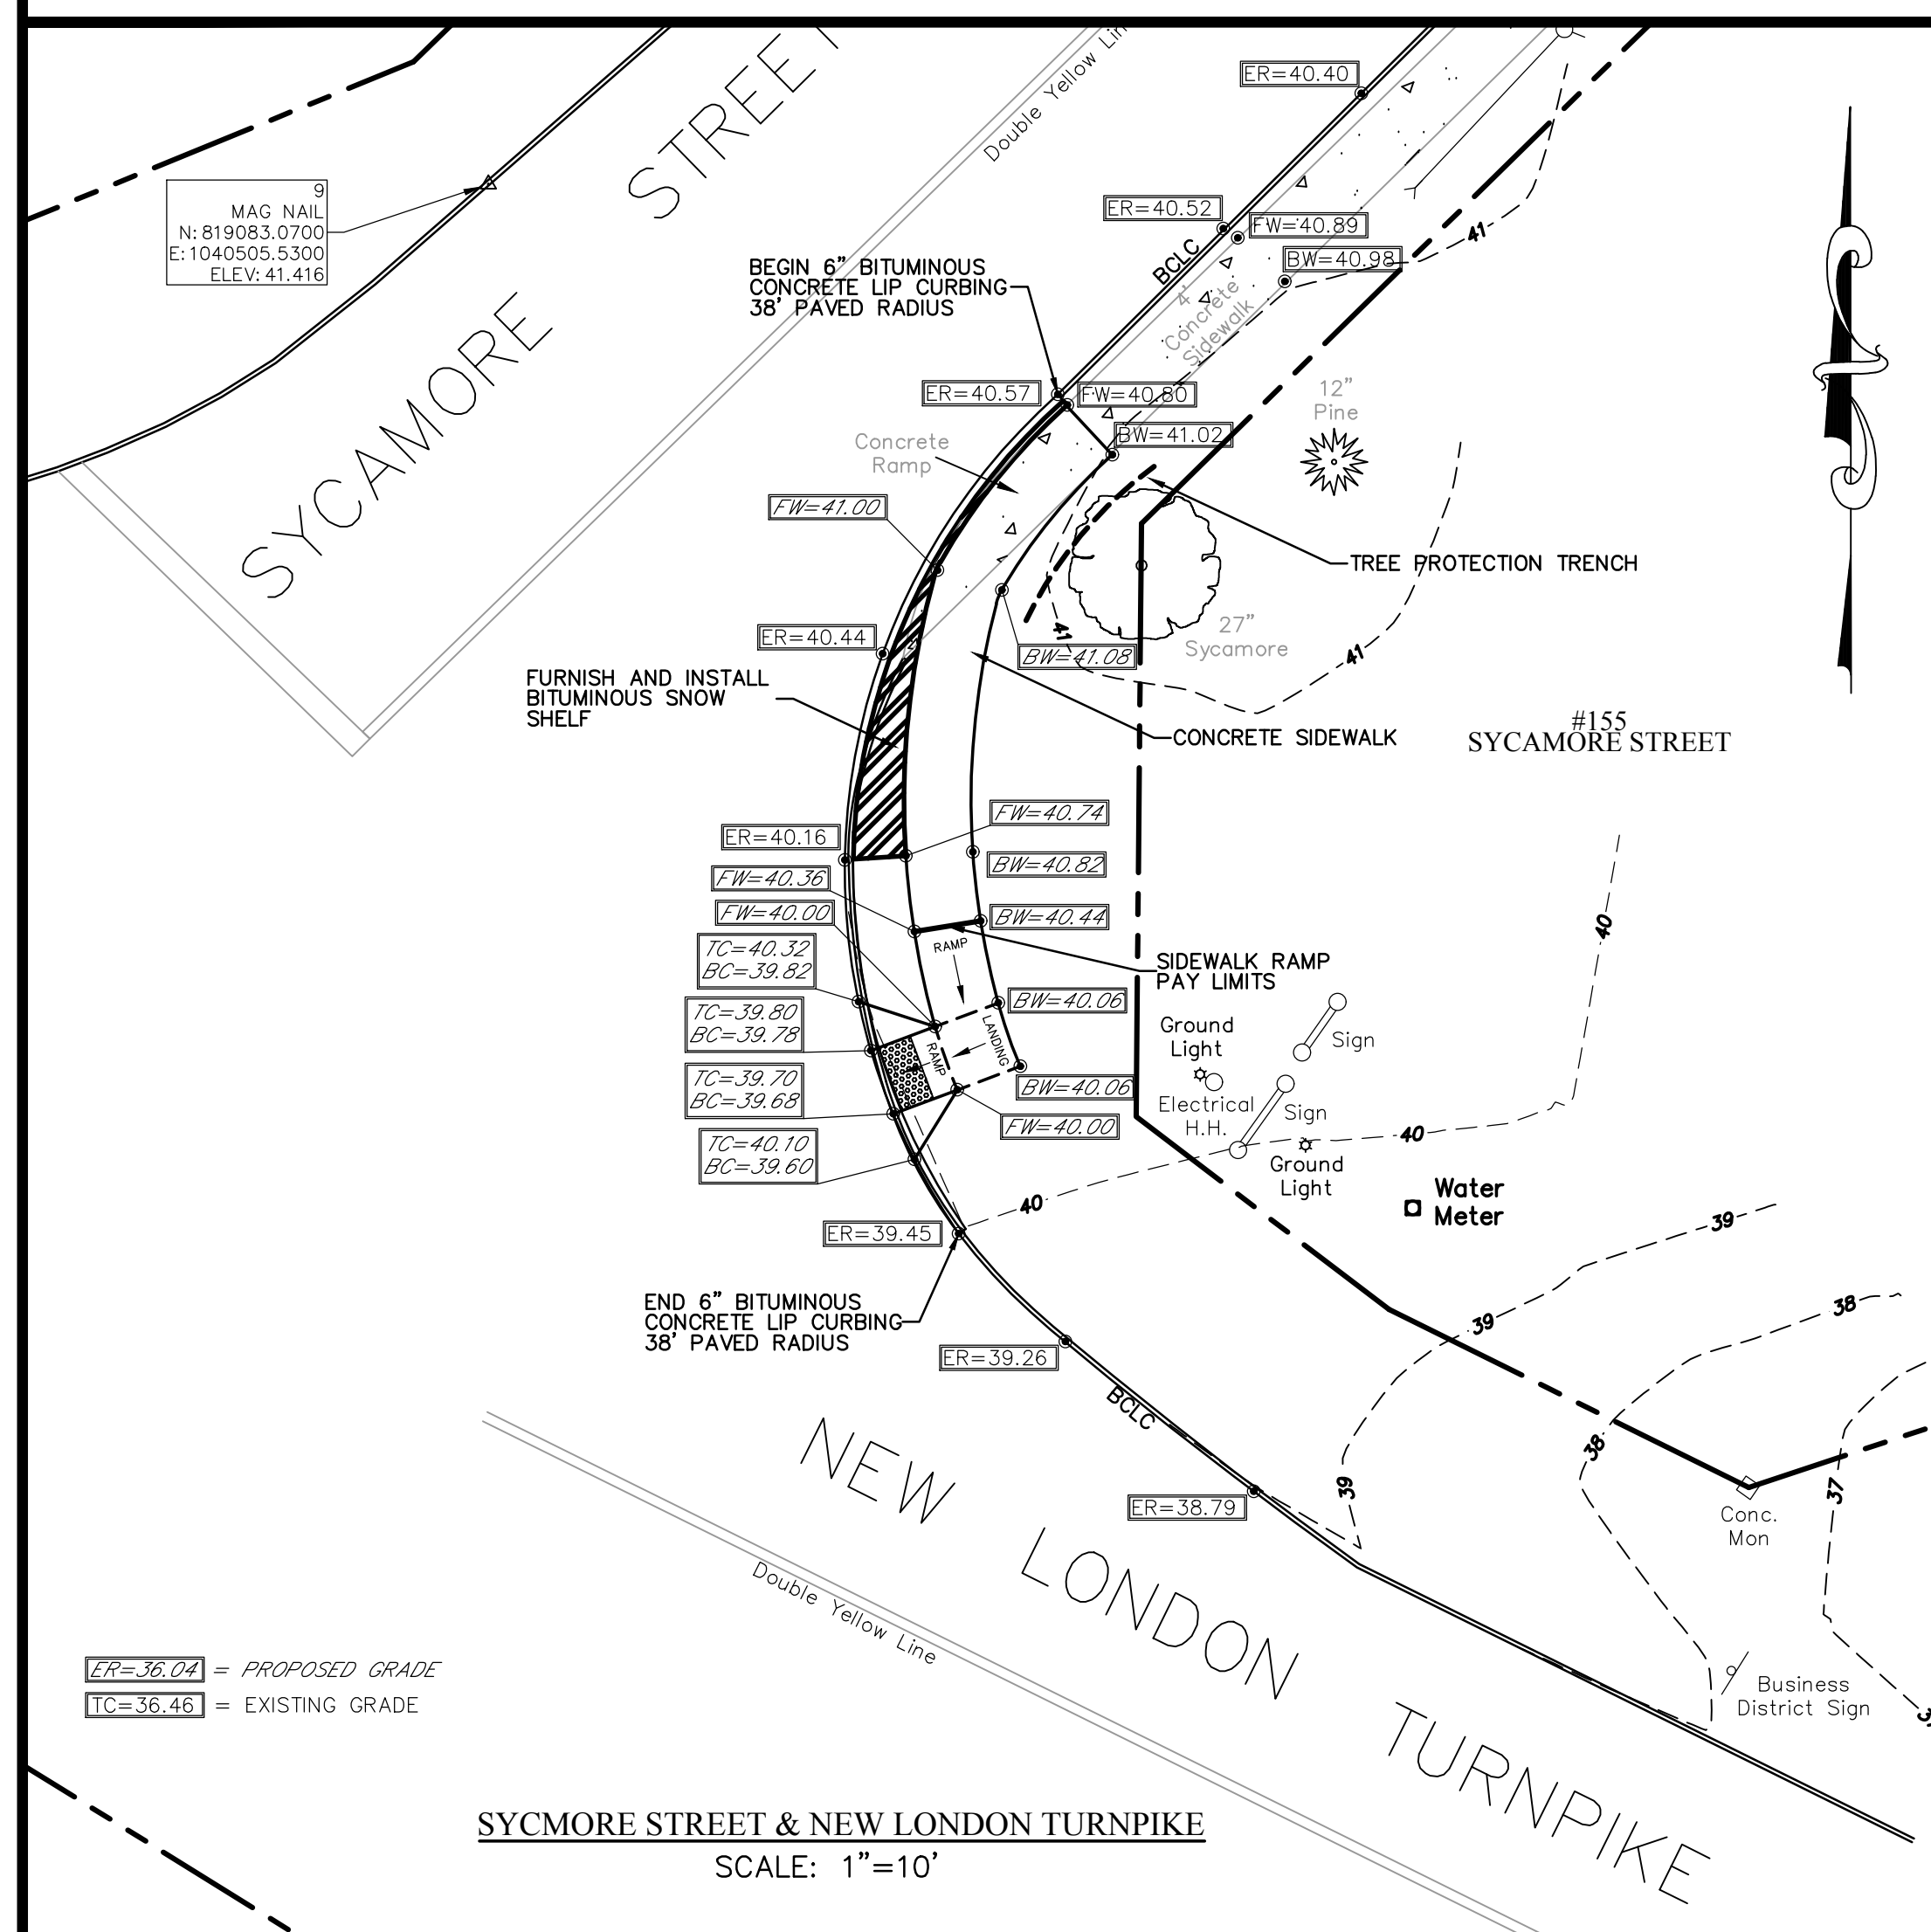 STREET
Double Yellow Lin
ER=40.40
9
MAG NAIL
N:819083.0700
E:1040505.5300
ELEV:41.416
ER=40.52
FW=40.89
BW=40.98
41
BCLC
4'
Concrete
Sidewalk
BEGIN 6" BITUMINOUS
CONCRETE LIP CURBING
38' PAVED RADIUS
SYCAMORE
ER=40.57
FW=40.80
BW=41.02
12"
Pine
Concrete
Ramp
FW=41.00
TREE PROTECTION TRENCH
27"
Sycamore
41
41
ER=40.44
BW=41.08
FURNISH AND INSTALL
BITUMINOUS SNOW
SHELF
CONCRETE SIDEWALK
#155
SYCAMORE STREET
ER=40.16
FW=40.74
BW=40.82
FW=40.36
FW=40.00
BW=40.44
40
RAMP
TC=40.32
BC=39.82
SIDEWALK RAMP
PAY LIMITS
BW=40.06
TC=39.80
BC=39.78
LANDING
RAMP
Ground
Light
Sign
TC=39.70
BC=39.68
BW=40.06
Electrical
H.H.
Sign
FW=40.00
40
TC=40.10
BC=39.60
Ground
Light
Water
Meter
40
ER=39.45
39
END 6" BITUMINOUS
CONCRETE LIP CURBING
38' PAVED RADIUS
39
38
ER=39.26
BCLC
38
39
37
ER=38.79
Conc.
Mon
NEW LONDON TURNPIKE
Double Yellow Line
Business
District Sign
ER=36.04 = PROPOSED GRADE
TC=36.46 = EXISTING GRADE
SYCMORE STREET & NEW LONDON TURNPIKE
SCALE: 1"=10'